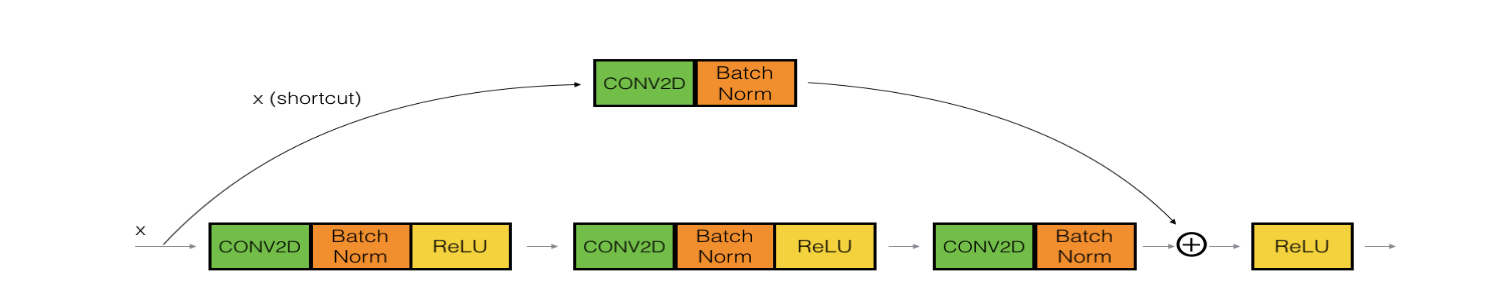 CONV2D
Batch
Norm
x (shortcut)
x
CONV2D
Batch
Norm
ReLU
CONV2D
Batch
Norm
ReLU
CONV2D
Batch
Norm
ReLU